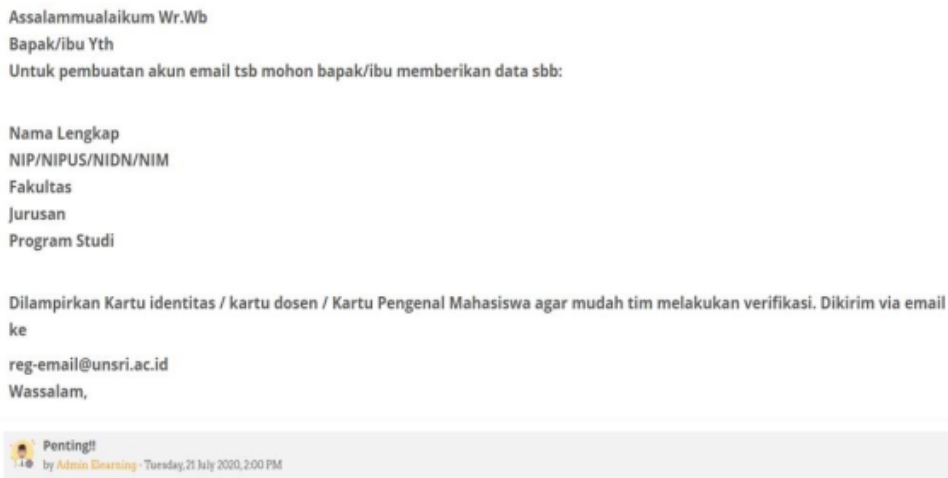 Assalammualaikum Wr.Wb
Bapak/ibu Yth
Untuk pembuatan akun email tsb mohon bapak/ibu memberikan data sbb:
Nama Lengkap
NIP/NIPUS/NIDN/NIM
Fakultas
Jurusan
Program Studi
Dilampirkan Kartu identitas / kartu dosen / Kartu Pengenal Mahasiswa agar mudah tim melakukan verifikasi. Dikirim via email
ke
reg-email@unsri.ac.id
Wassalam,
Penting!!
by Admin Elearning - Tuesday, 21 July 2020, 2:00 PM